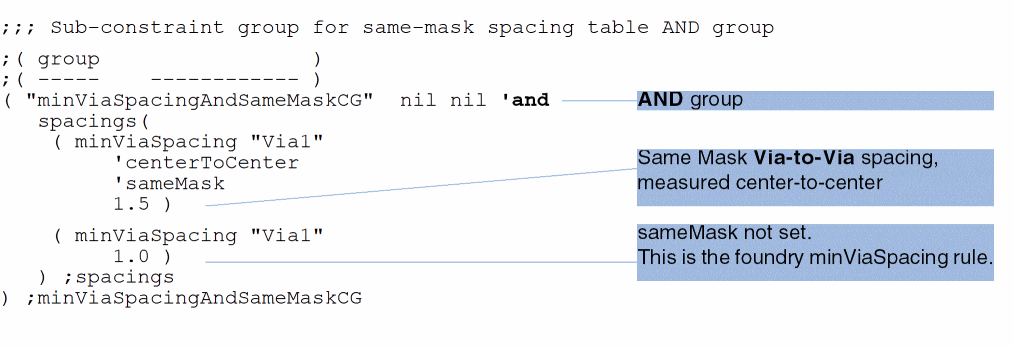 ;;; Sub-constraint group for same-mask spacing table AND group
;( group )
;( ----- ------------ )
( "minViaSpacingAndSameMaskCG" nil nil 'and
AND group
spacings(
( minViaSpacing "Via1"
'centerToCenter
'sameMask
1.5 )
Same Mask Via-to-Via spacing,
measured center-to-center
( minViaSpacing "Via1"
1.0 )
sameMask not set.
This is the foundry minViaSpacing rule.
) ;spacings
) ;minViaSpacingAndSameMaskCG